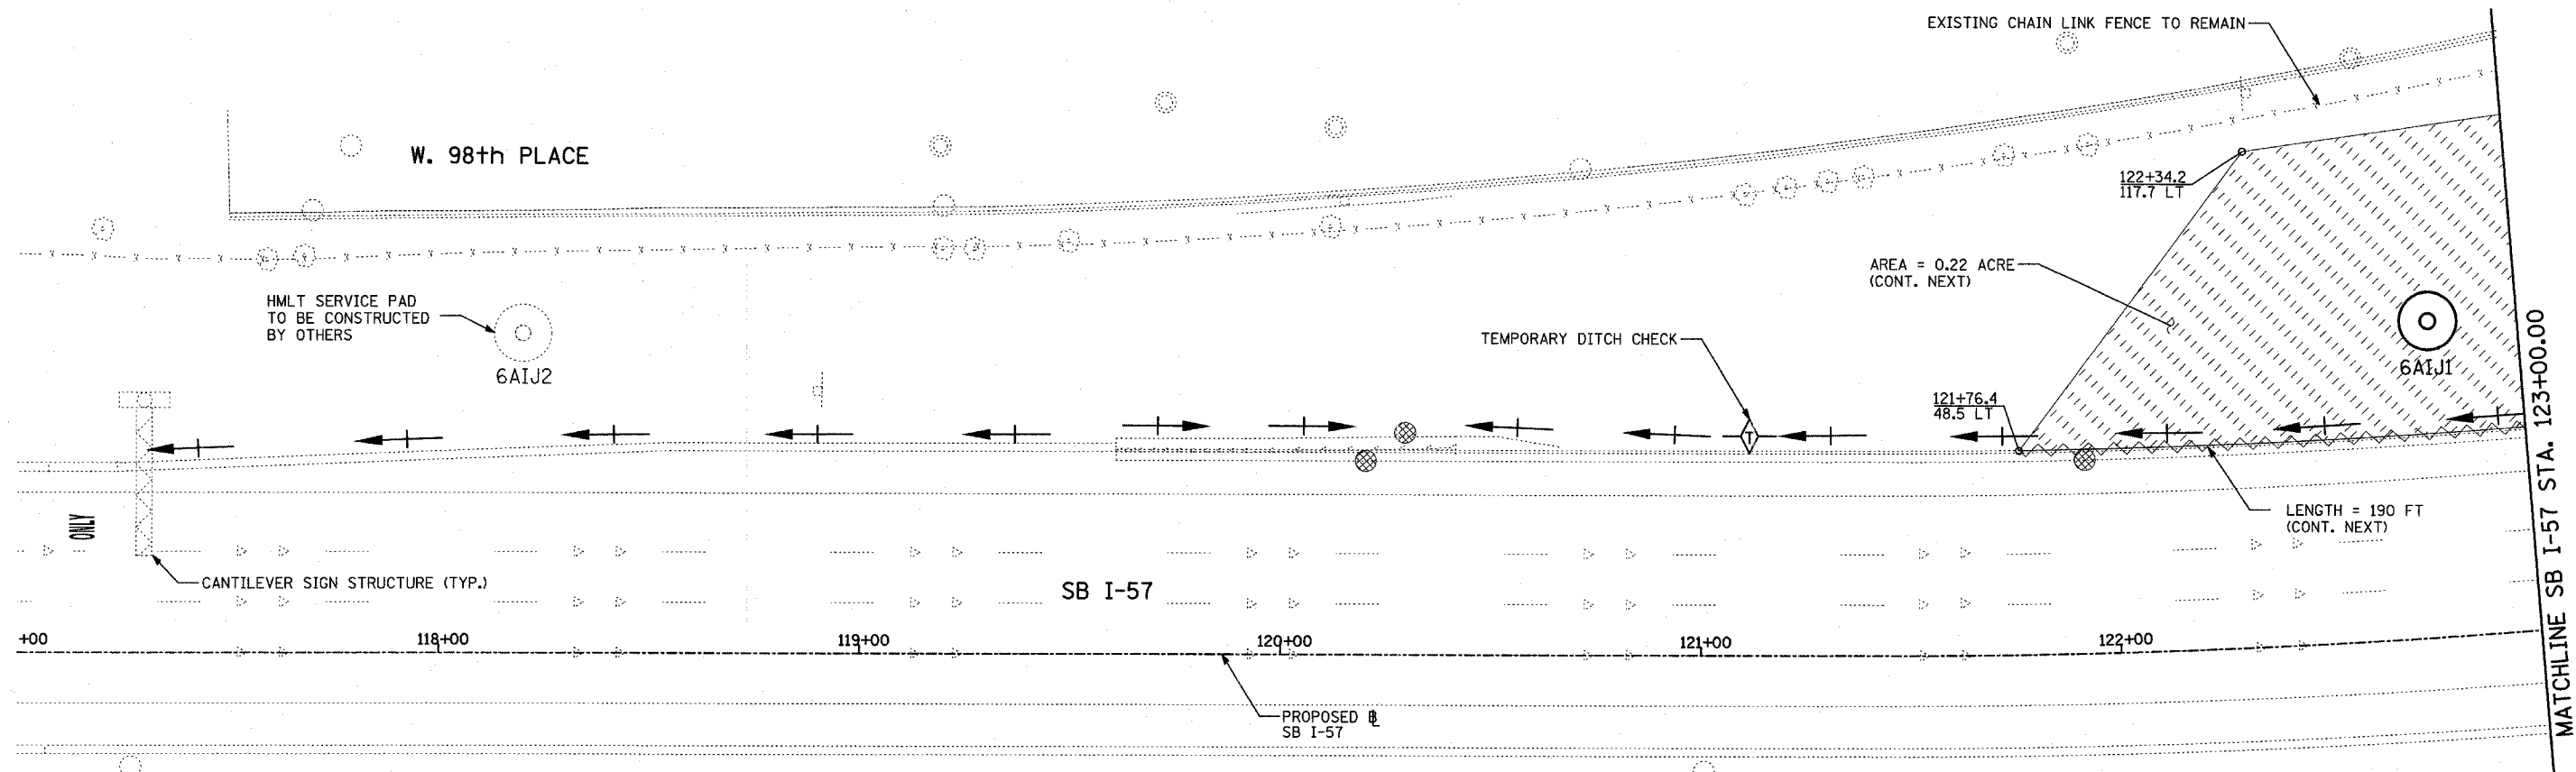 EXISTING CHAIN LINK FENCE TO REMAIN
W. 98th PLACE
122+34.2
117.7 LT
AREA = 0.22 ACRE
(CONT. NEXT)
HMLT SERVICE PAD
TO BE CONSTRUCTED
BY OTHERS
6AIJ2
TEMPORARY DITCH CHECK
T
6AIJ1
121+76.4
48.5 LT
LENGTH = 190 FT
(CONT. NEXT)
ONLY
CANTILEVER SIGN STRUCTURE (TYP.)
SB I-57
+00
118+00
119+00
120+00
121+00
122+00
PROPOSED BL
SB I-57
MATCHLINE SB I-57 STA. 123+00.00